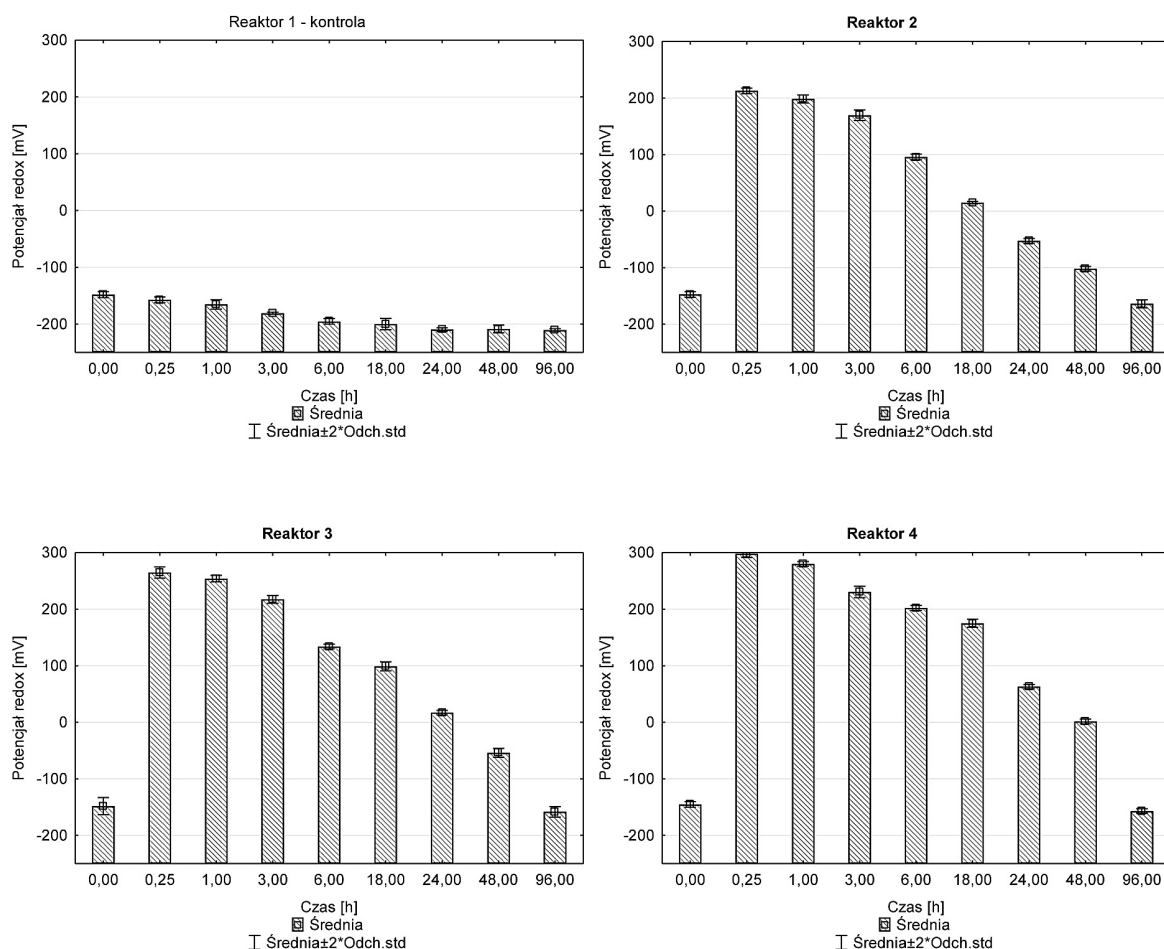 Reaktor 1 - kontrola
300
200
100
0
-100
-200
Potencjał redox [mV]
0,00 0,25 1,00 3,00 6,00 18,00 24,00 48,00 96,00
Czas [h]
Średnia
Średnia±2*Odch.std
Reaktor 2
300
200
100
0
-100
-200
Potencjał redox [mV]
0,00 0,25 1,00 3,00 6,00 18,00 24,00 48,00 96,00
Czas [h]
Średnia
Średnia±2*Odch.std
Reaktor 3
300
200
100
0
-100
-200
Potencjał redox [mV]
0,00 0,25 1,00 3,00 6,00 18,00 24,00 48,00 96,00
Czas [h]
Średnia
Średnia±2*Odch.std
Reaktor 4
300
200
100
0
-100
-200
Potencjał redox [mV]
0,00 0,25 1,00 3,00 6,00 18,00 24,00 48,00 96,00
Czas [h]
Średnia
Średnia±2*Odch.std